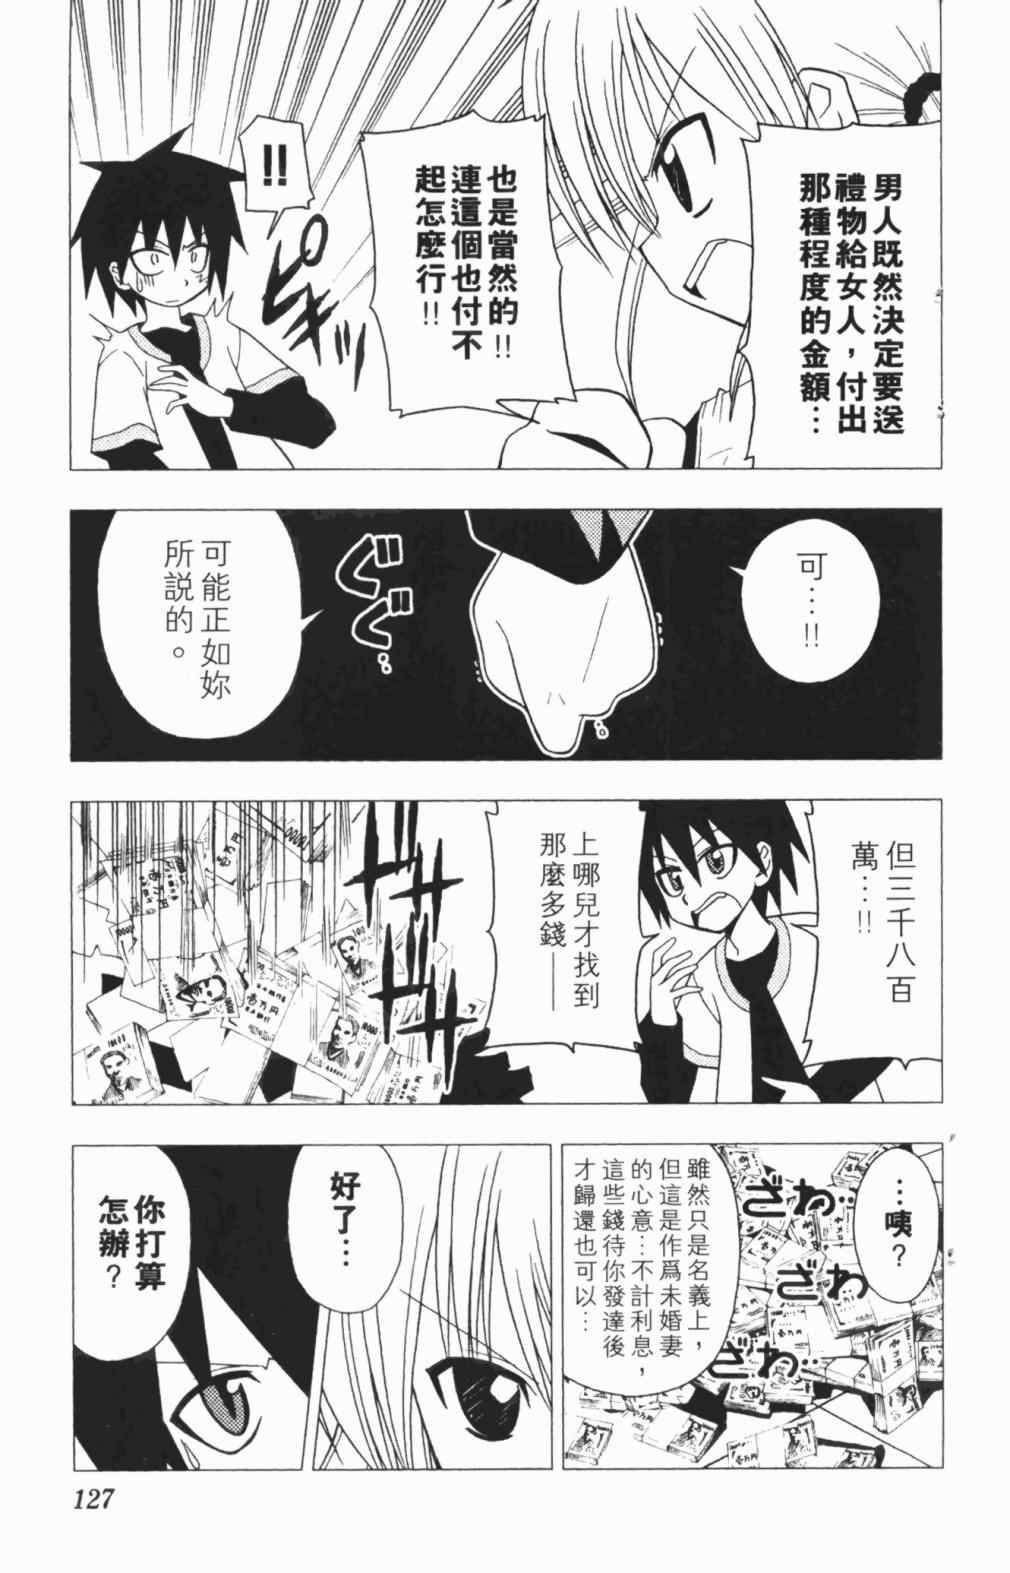 男人既然決定要送
禮物給女人，付出
那種程度的金額…
也是當然的!!
連這個也付不
起怎麼行!!
!!
ピキッ
可…!!
ジジ…
可能正如妳
所說的。
但三千八百
萬…!!
上哪兒才找到
那麼多錢——
…咦？
ざわ…
ざわ
ざわ…
雖然只是名義上，
但這是作爲未婚妻
的心意…不計利息，
這些錢待你發達後
才歸還也可以…
好了…
你打算
怎辦？
127